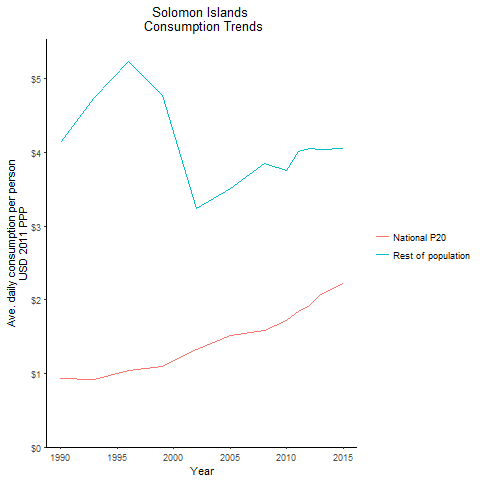 Solomon Islands
Consumption Trends
Ave. daily consumption per person
USD 2011 PPP
$5
$4
$3
$2
$1
$0
1990 1995 2000 2005 2010 2015
Year
National P20
Rest of population